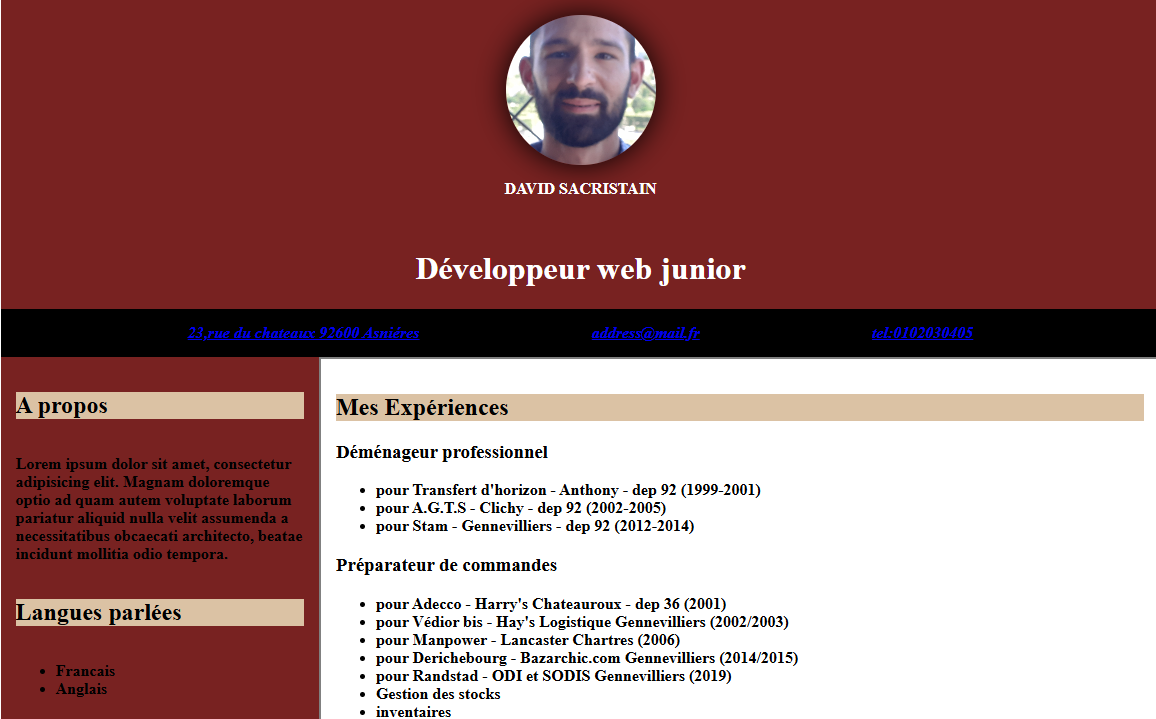 DAVID SACRISTAIN
Développeur web junior
23,rue du chateaux 92600 Asniéres
address@mail.fr
tel:0102030405
A propos
Lorem ipsum dolor sit amet, consectetur
adipisicing elit. Magnam doloremque
optio ad quam autem voluptate laborum
pariatur aliquid nulla velit assumenda a
necessitatibus obcaecati architecto, beatae
incidunt mollitia odio tempora.
Langues parlées
• Francais
• Anglais
Mes Expériences
Déménageur professionnel
• pour Transfert d'horizon - Anthony - dep 92 (1999-2001)
• pour A.G.T.S - Clichy - dep 92 (2002-2005)
• pour Stam - Gennevilliers - dep 92 (2012-2014)
Préparateur de commandes
• pour Adecco - Harry's Chateauroux - dep 36 (2001)
• pour Védior bis - Hay's Logistique Gennevilliers (2002/2003)
• pour Manpower - Lancaster Chartres (2006)
• pour Derichebourg - Bazarchic.com Gennevilliers (2014/2015)
• pour Randstad - ODI et SODIS Gennevilliers (2019)
• Gestion des stocks
• inventaires